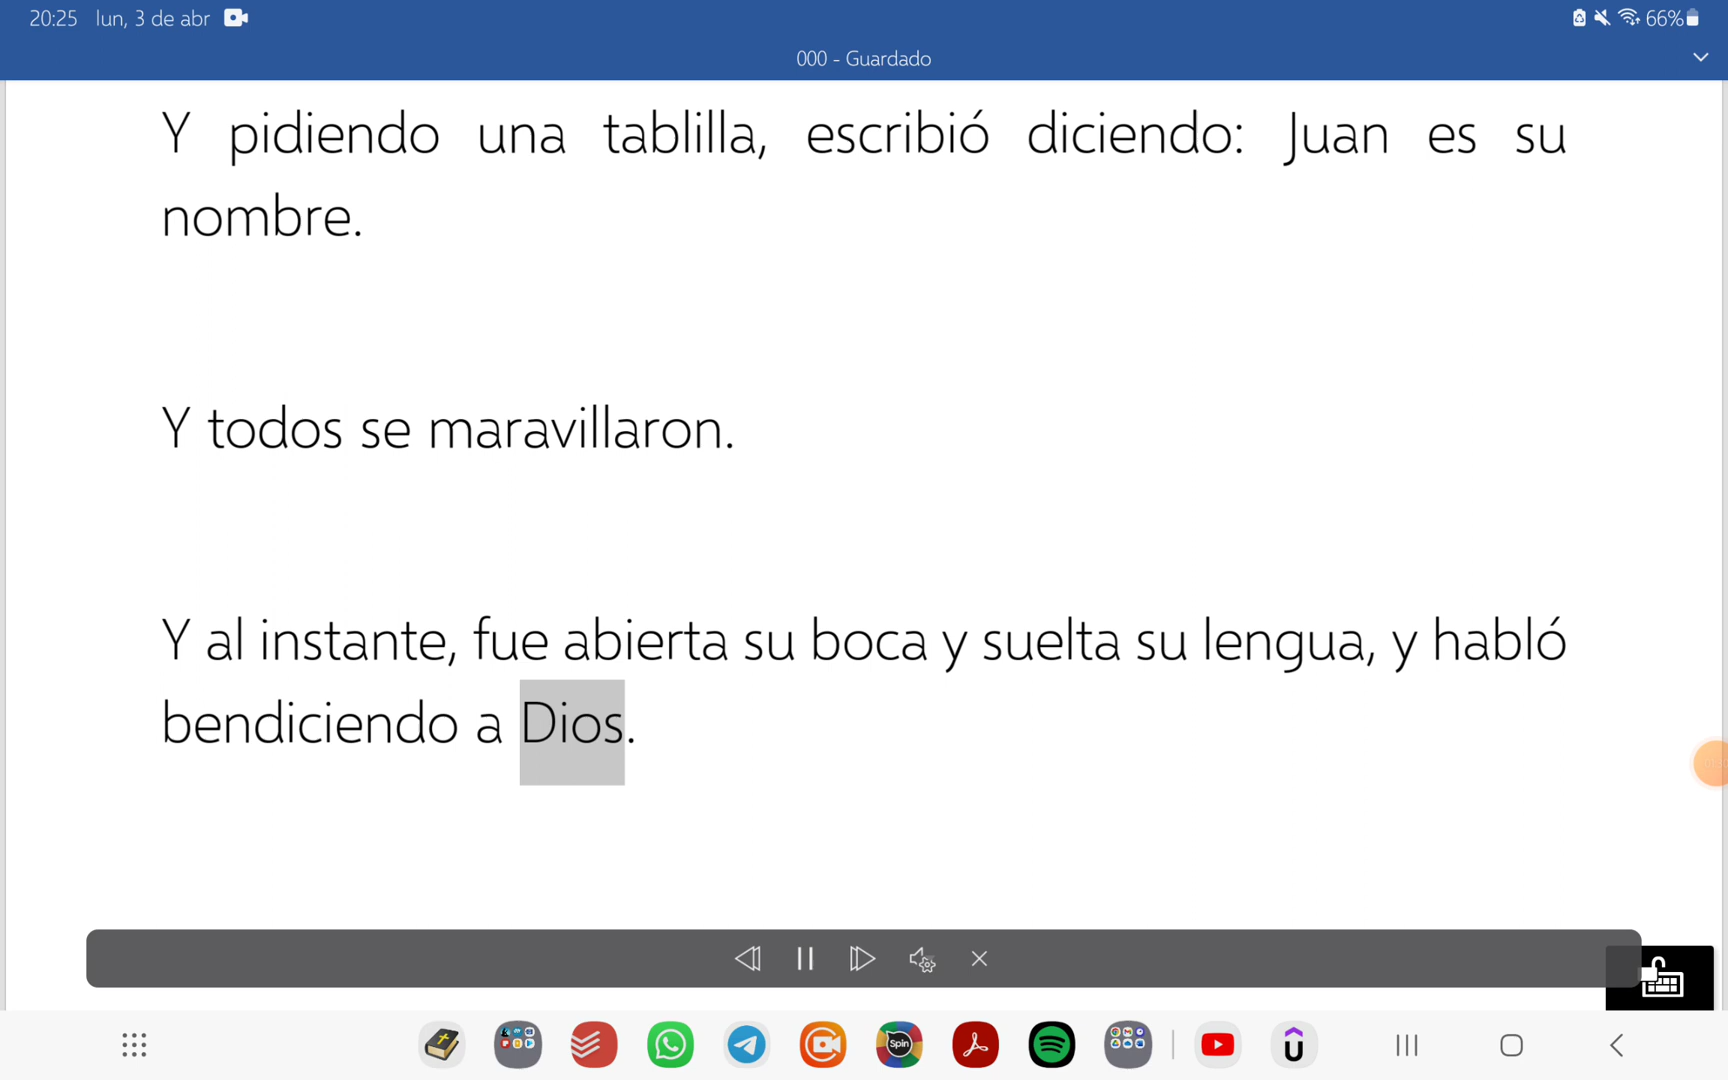 20:25 lun, 3 de abr 66%
000 - Guardado
Y pidiendo una tablilla, escribió diciendo: Juan es su
nombre.
Y todos se maravillaron.
Y al instante, fue abierta su boca y suelta su lengua, y habló
bendiciendo a Dios.
Spin